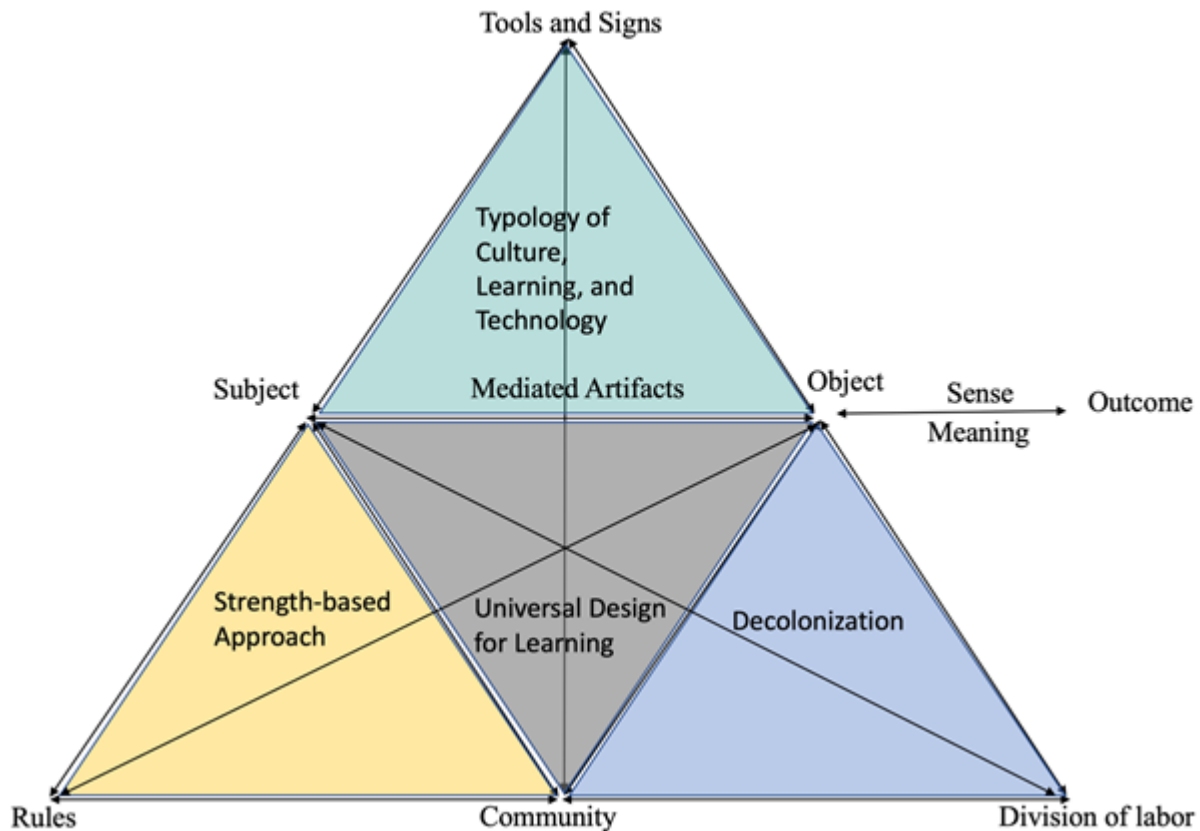 Tools and Signs
Typology of
Culture,
Learning, and
Technology
Subject
Mediated Artifacts
Object
Sense
Meaning
Outcome
Strength-based
Approach
Universal Design
for Learning
Decolonization
Rules
Community
Division of labor